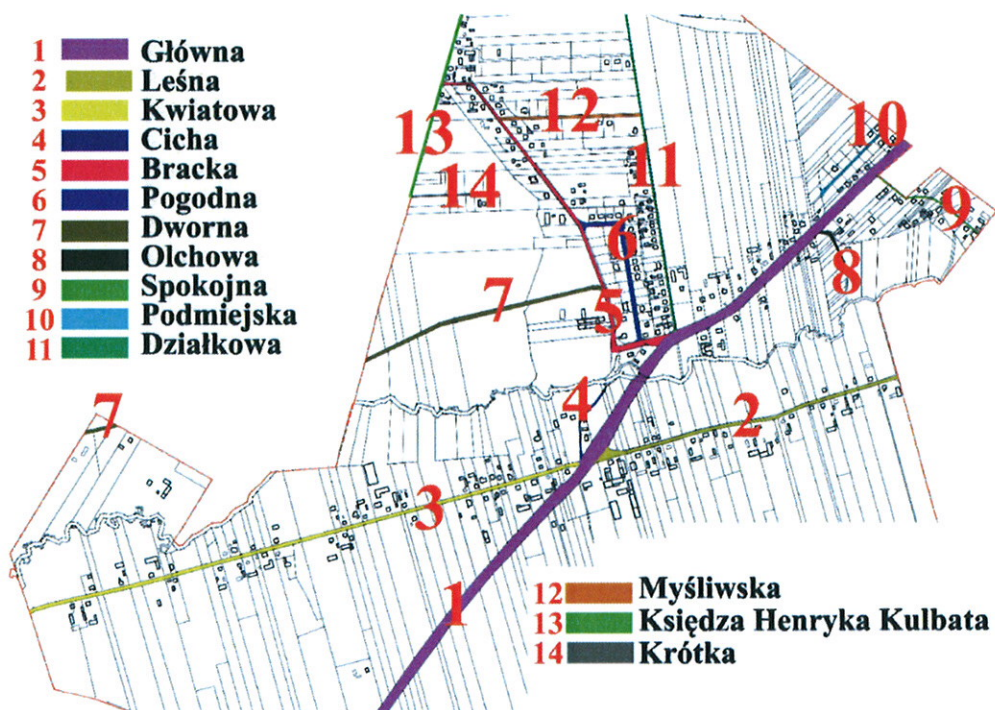 1 Główna
2 Leśna
3 Kwiatowa
4 Cicha
5 Bracka
6 Pogodna
7 Dworna
8 Olchowa
9 Spokojna
10 Podmiejska
11 Działkowa
13
12
14
11
10
9
6
8
7
5
4
2
7
3
1
12 Myśliwska
13 Księdza Henryka Kulbata
14 Krótka